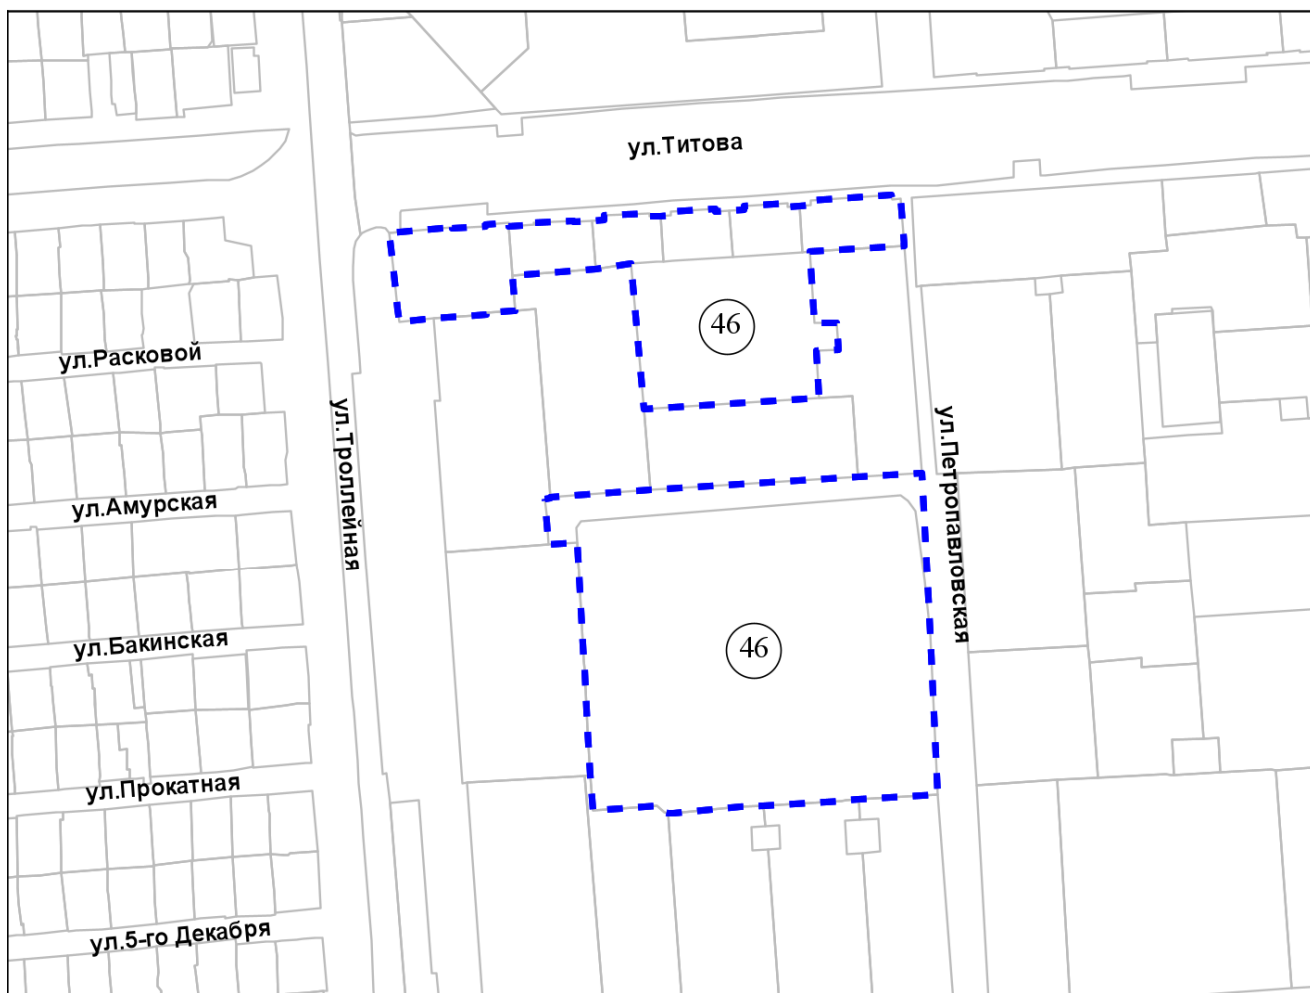 ул.Титова
46
ул.Расковой
ул.Троллейная
ул.Петропавловская
ул.Амурская
ул.Бакинская
46
ул.Прокатная
ул.5-го Декабря